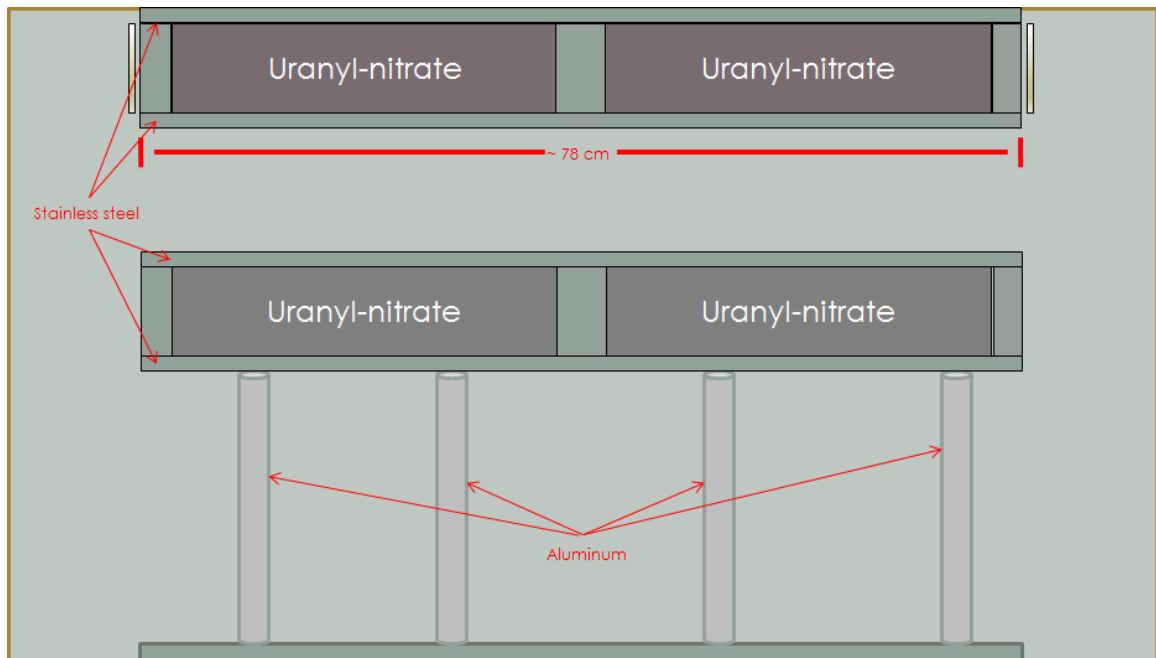 Uranyl-nitrate Uranyl-nitrate
~ 78 cm
Stainless steel
Uranyl-nitrate Uranyl-nitrate
Aluminum